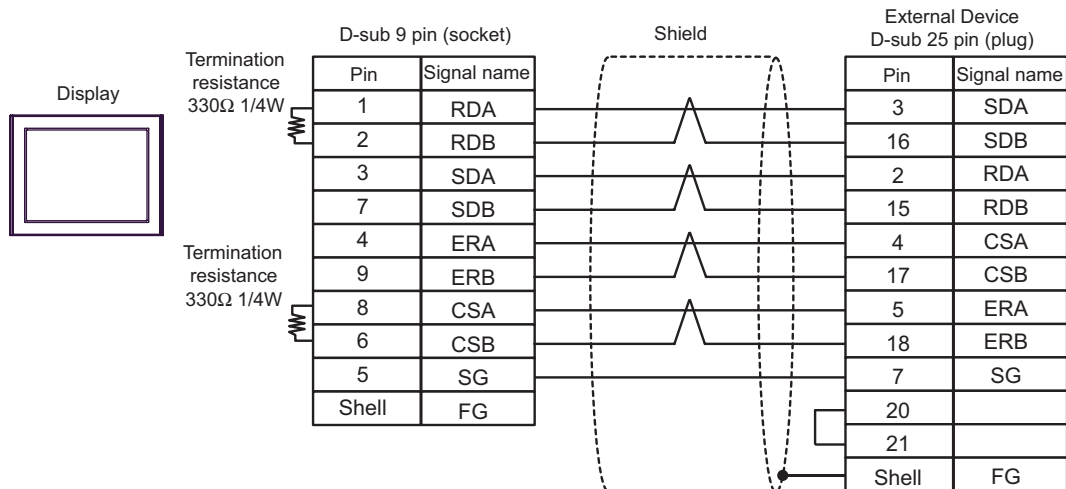 Display
Termination
resistance
330Ω 1/4W
Termination
resistance
330Ω 1/4W
D-sub 9 pin (socket)
Pin Signal name
1 RDA
2 RDB
3 SDA
7 SDB
4 ERA
9 ERB
8 CSA
6 CSB
5 SG
Shell FG
Shield
External Device
D-sub 25 pin (plug)
Pin Signal name
3 SDA
16 SDB
2 RDA
15 RDB
4 CSA
17 CSB
5 ERA
18 ERB
7 SG
20
21
Shell FG